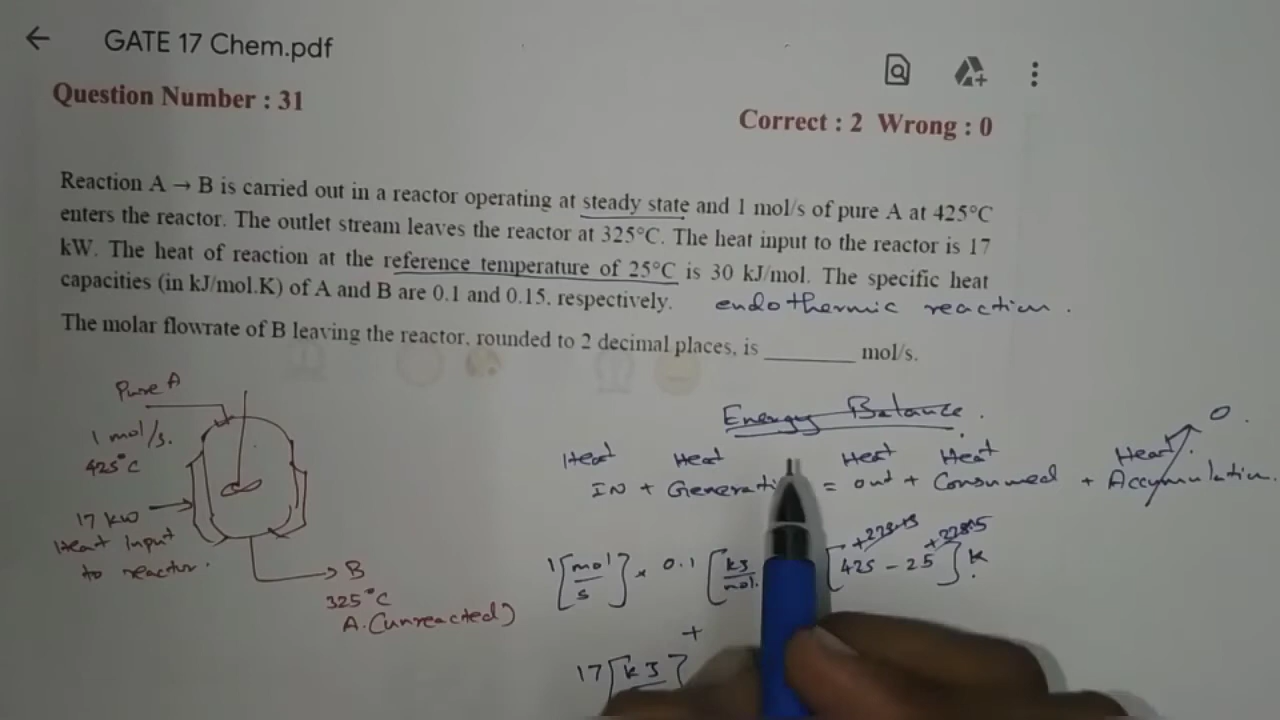 GATE 17 Chem.pdf
Question Number : 31
Correct : 2 Wrong : 0
Reaction A → B is carried out in a reactor operating at steady state and 1 mol/s of pure A at 425°C
enters the reactor. The outlet stream leaves the reactor at 325°C. The heat input to the reactor is 17
kW. The heat of reaction at the reference temperature of 25°C is 30 kJ/mol. The specific heat
capacities (in kJ/mol.K) of A and B are 0.1 and 0.15. respectively.
endothermic reaction.
The molar flowrate of B leaving the reactor, rounded to 2 decimal places, is ________ mol/s.
Pure A
1 mol/s.
425°C
17 kW
Heat Input
to reactor.
B
325°C
A.(unreacted)
Energy Balance.
Heat Heat Heat Heat Heat 0.
IN + = out + Consumed + Accumulation.
1 [mol/s] * 0.1 [ [425 - 25] K
+
17 [kJ